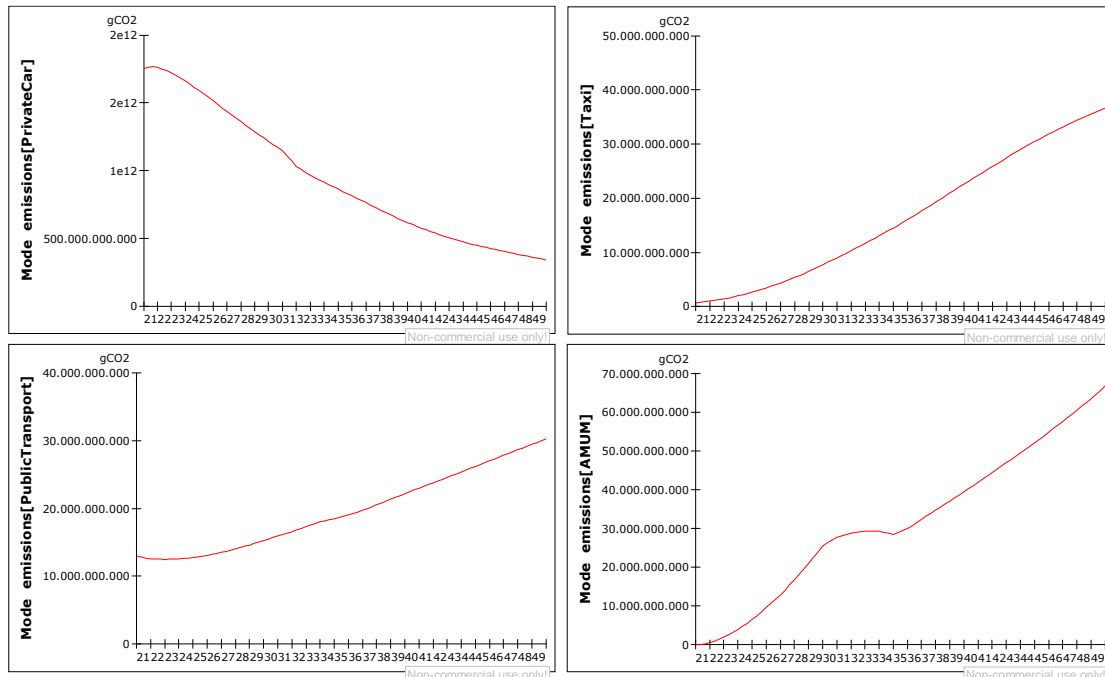 gCO2
2e12
2e12
1e12
500.000.000.000
0
Mode emissions[PrivateCar]
2122232425262728293031323334353637383940414243444546474849
Non-commercial use only!
gCO2
50.000.000.000
40.000.000.000
30.000.000.000
20.000.000.000
10.000.000.000
0
Mode emissions[Taxi]
2122232425262728293031323334353637383940414243444546474849
Non-commercial use only!
gCO2
40.000.000.000
30.000.000.000
20.000.000.000
10.000.000.000
0
Mode emissions[PublicTransport]
2122232425262728293031323334353637383940414243444546474849
Non-commercial use only!
gCO2
70.000.000.000
60.000.000.000
50.000.000.000
40.000.000.000
30.000.000.000
20.000.000.000
10.000.000.000
0
Mode emissions[AMUM]
2122232425262728293031323334353637383940414243444546474849
Non-commercial use only!